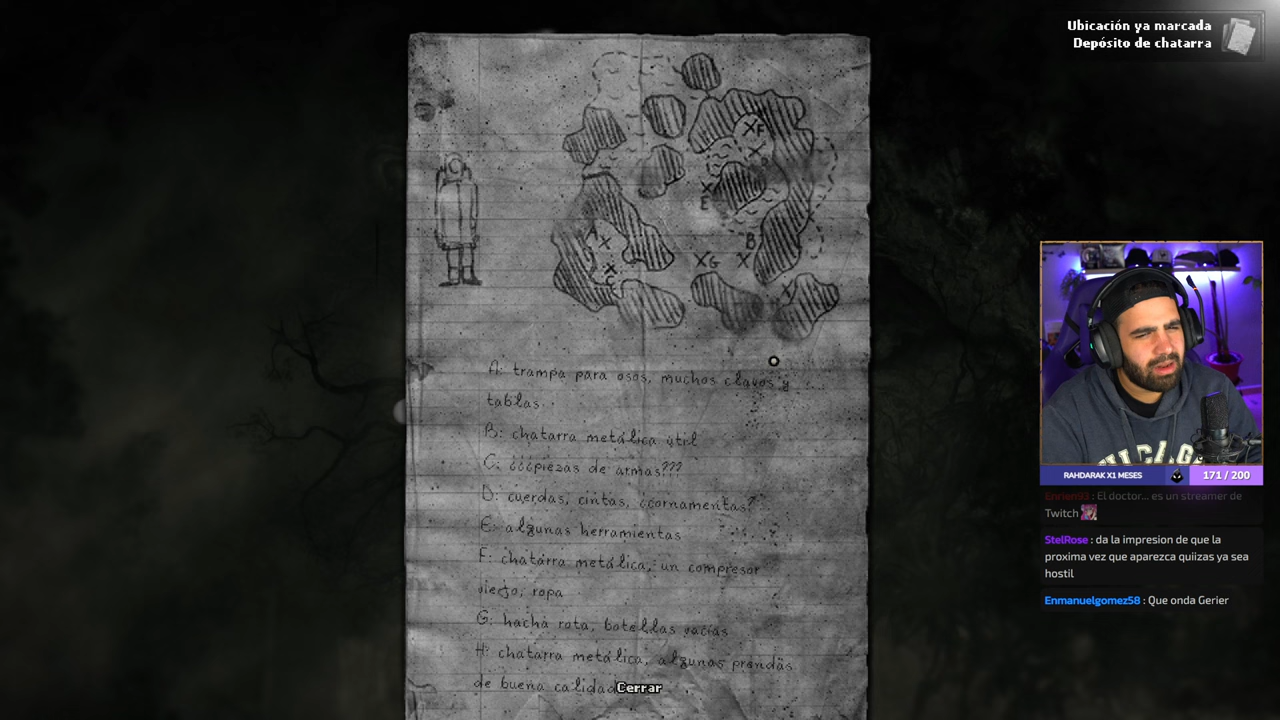 Ubicación ya marcada
Depósito de chatarra
F
E
B
A
G
C
A: trampa para osos, muchos clavos y
tablas.
B: chatarra metálica útil
C: ¿¿¿piezas de armas???
D: cuerdas, cintas, ¿cornamentas?
E: algunas herramientas
F: chatarra metálica, un compresor
viejo, ropa
G: hacha rota, botellas vacías
H: chatarra metálica, algunas prendas
de buena calidad
Cerrar
RAHDARAK X1 MESES
171 / 200
Enrien93 : El doctor... es un streamer de
Twitch
StelRose : da la impresion de que la
proxima vez que aparezca quiizas ya sea
hostil
Enmanuelgomez58 : Que onda Gerier